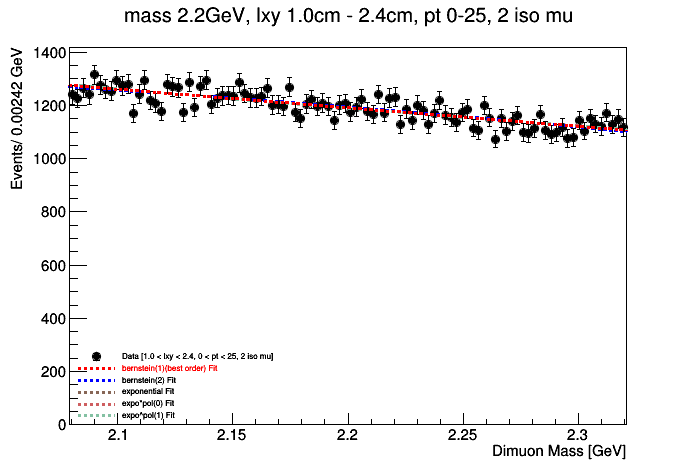 mass 2.2GeV, lxy 1.0cm - 2.4cm, pt 0-25, 2 iso mu
Events/ 0.00242 GeV
1400
1200
1000
800
600
400
200
0
Data [1.0 < lxy < 2.4, 0 < pt < 25, 2 iso mu]
bernstein(1)(best order) Fit
bernstein(2) Fit
exponential Fit
expo*pol(0) Fit
expo*pol(1) Fit
2.1 2.15 2.2 2.25 2.3
Dimuon Mass [GeV]